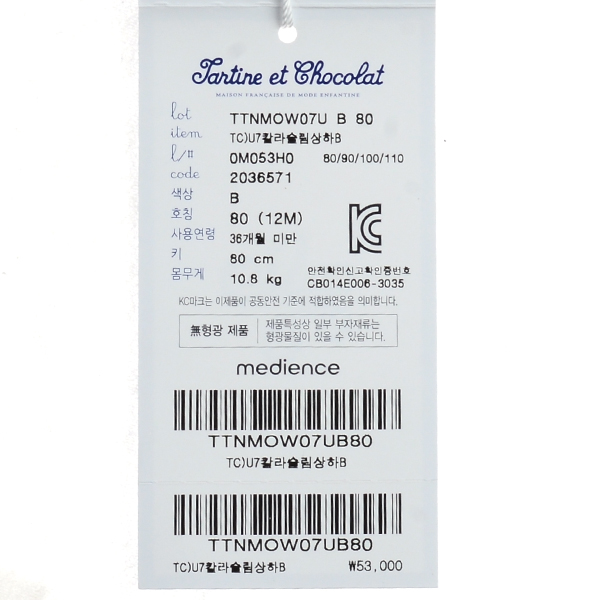 Tartine et Chocolat
MAISON FRANÇAISE DE MODE ENFANTINE
lot TTNMOW07U B 80
item TC)U7칼라슬림상하B
l/# 0M053H0 80/90/100/110
code 2036571
색상 B
호칭 80 (12M)
사용연령 36개월 미만
키 80 cm
몸무게 10.8 kg
안전확인신고확인증번호
CB014E006-3035
KC마크는 이제품이 공통안전 기준에 적합하였음을 의미합니다.
無형광 제품 제품특성상 일부 부자재류는
형광물질이 있을 수 있습니다.
medience
TTNMOW07UB80
TC)U7칼라슬림상하B
TTNMOW07UB80
TC)U7칼라슬림상하B ₩53,000